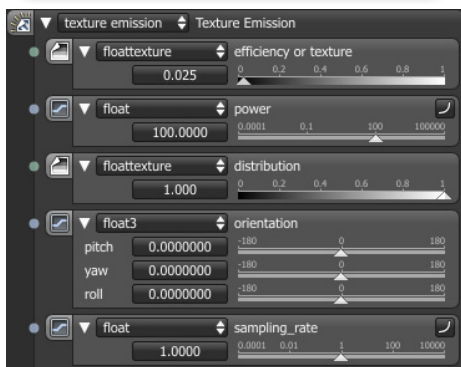 texture emission Texture Emission
floattexture efficiency or texture
0.025 0 0.2 0.4 0.6 0.8 1
float power
100.0000 0.0001 0.1 100 100000
floattexture distribution
1.000 0 0.2 0.4 0.6 0.8 1
float3 orientation
pitch 0.0000000 -180 0 180
yaw 0.0000000 -180 0 180
roll 0.0000000 -180 0 180
float sampling_rate
1.0000 0.0001 0.01 1 100 10000